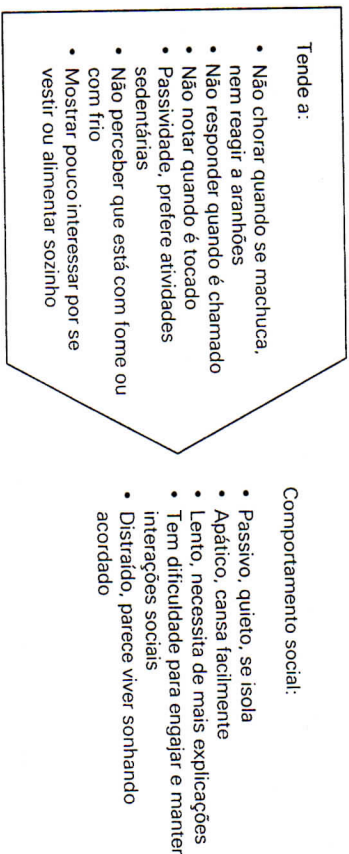 Tende a:
• Não chorar quando se machuca,
nem reagir a aranhões
• Não responder quando é chamado
• Não notar quando é tocado
• Passividade, prefere atividades
sedentárias
• Não perceber que está com fome ou
com frio
• Mostrar pouco interessar por se
vestir ou alimentar sozinho
Comportamento social:
• Passivo, quieto, se isola
• Apático, cansa facilmente
• Lento, necessita de mais explicações
• Tem dificuldade para engajar e manter
interações sociais
• Distraído, parece viver sonhando
acordado